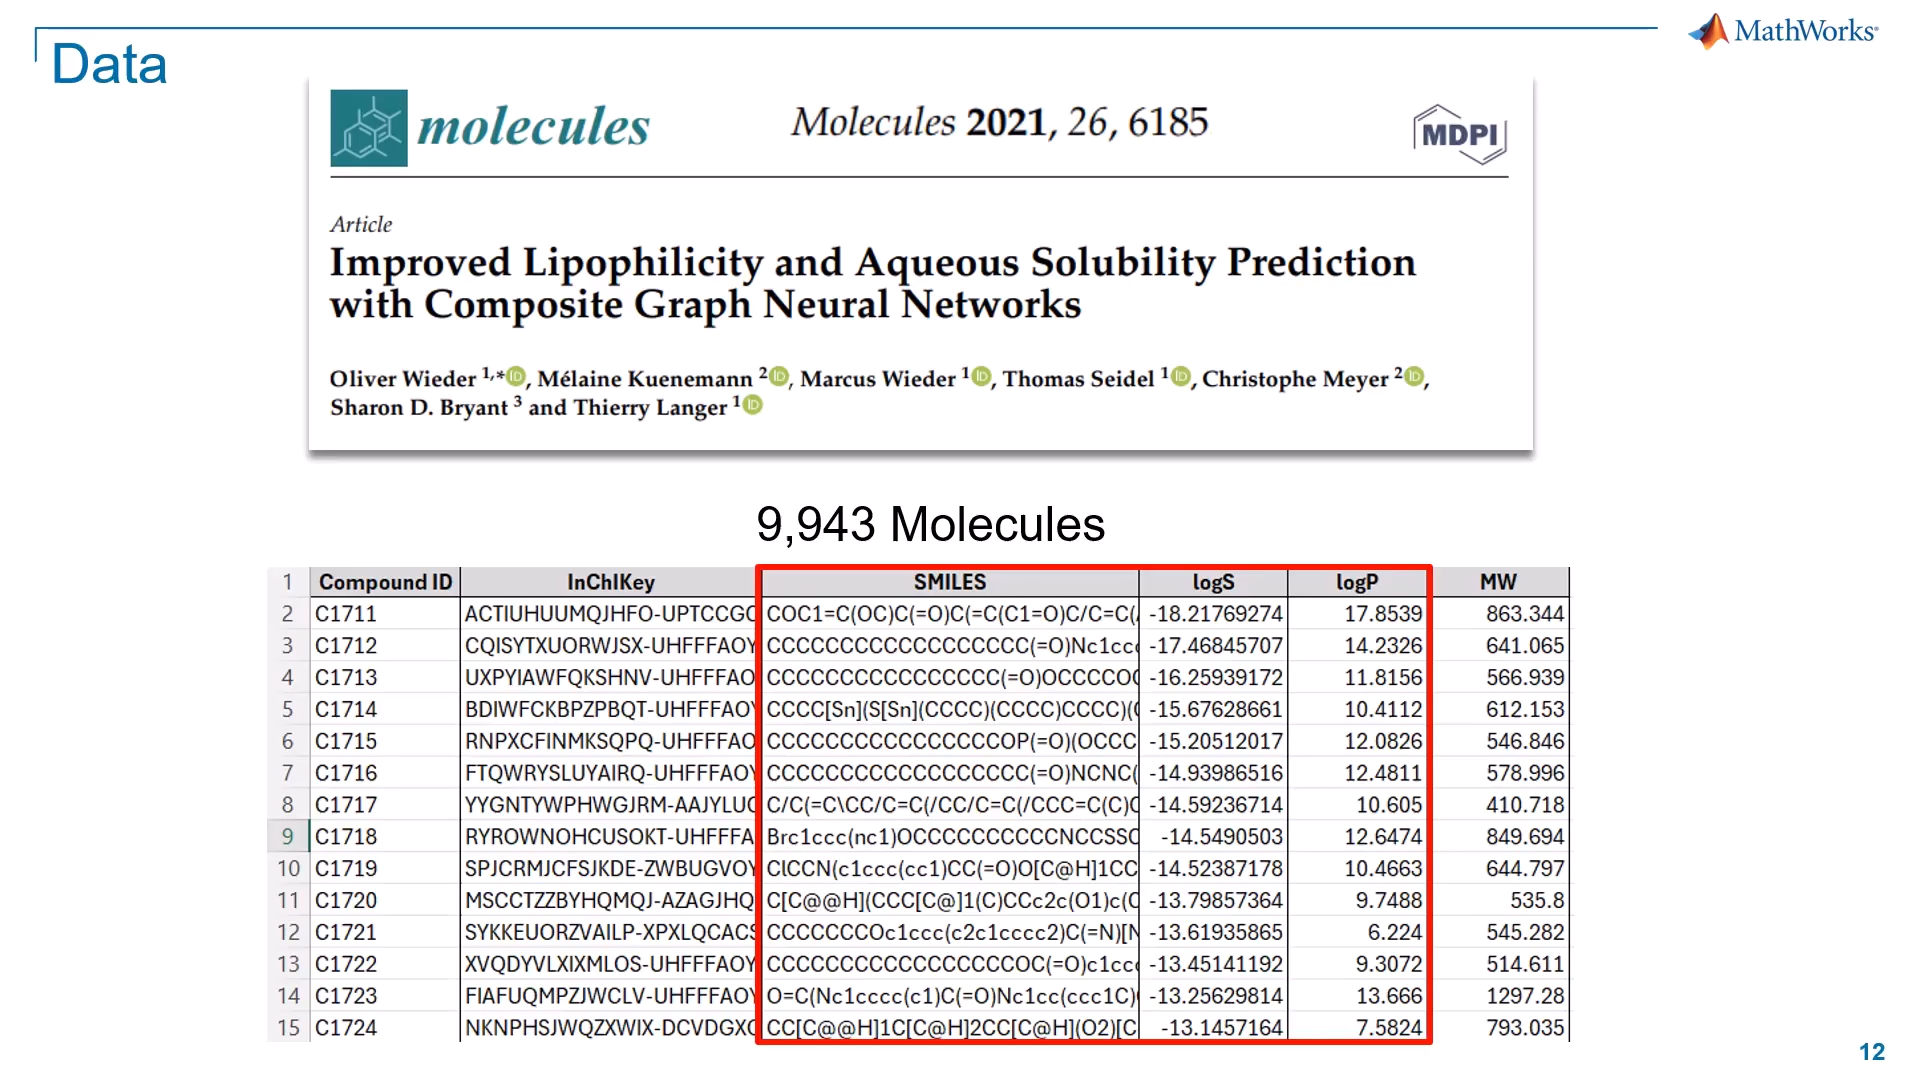 Data
MathWorks®
molecules
Molecules 2021, 26, 6185
MDPI
Article
Improved Lipophilicity and Aqueous Solubility Prediction
with Composite Graph Neural Networks
Oliver Wieder 1,* iD, Mélaine Kuenemann 2 iD, Marcus Wieder 1 iD, Thomas Seidel 1 iD, Christophe Meyer 2 iD,
Sharon D. Bryant 3 and Thierry Langer 1 iD
9,943 Molecules
1 Compound ID InChIKey SMILES logS logP MW
2 C1711 ACTIUHUUMQJHFO-UPTCCGC COC1=C(OC)C(=O)C(=C(C1=O)C/C=C(/ -18.21769274 17.8539 863.344
3 C1712 CQISYTXUORWJSX-UHFFFAOY CCCCCCCCCCCCCCCCCC(=O)Nc1ccc -17.46845707 14.2326 641.065
4 C1713 UXPYIAWFQKSHNV-UHFFFAO CCCCCCCCCCCCCCCC(=O)OCCCCOC -16.25939172 11.8156 566.939
5 C1714 BDIWFCKBPZPBQT-UHFFFAOY CCCC[Sn](S[Sn](CCCC)(CCCC)CCCC)(C -15.67628661 10.4112 612.153
6 C1715 RNPXCFINMKSQPQ-UHFFFAO CCCCCCCCCCCCCCCCOP(=O)(OCCC -15.20512017 12.0826 546.846
7 C1716 FTQWRYSLUYAIRQ-UHFFFAOY CCCCCCCCCCCCCCCCCC(=O)NCNC( -14.93986516 12.4811 578.996
8 C1717 YYGNTYWPHWGJRM-AAJYLUC C/C(=C\CC/C=C(/CC/C=C(/CCC=C(C)C -14.59236714 10.605 410.718
9 C1718 RYROWNOHCUSOKT-UHFFFA Brc1ccc(nc1)OCCCCCCCCCCCNCCSSC -14.5490503 12.6474 849.694
10 C1719 SPJCRMJCFSJKDE-ZWBUGVOY ClCCN(c1ccc(cc1)CC(=O)O[C@H]1CC -14.52387178 10.4663 644.797
11 C1720 MSCCTZZBYHQMQJ-AZAGJHQ C[C@@H](CCC[C@]1(C)CCc2c(O1)c(C -13.79857364 9.7488 535.8
12 C1721 SYKKEUORZVAILP-XPXLQCACS CCCCCCCCOc1ccc(c2c1cccc2)C(=N)[N -13.61935865 6.224 545.282
13 C1722 XVQDYVLXIXMLOS-UHFFFAOY CCCCCCCCCCCCCCCCCOC(=O)c1ccc -13.45141192 9.3072 514.611
14 C1723 FIAFUQMPZJWCLV-UHFFFAOY O=C(Nc1cccc(c1)C(=O)Nc1cc(ccc1C)C -13.25629814 13.666 1297.28
15 C1724 NKNPHSJWQZXWIX-DCVDGXC CC[C@@H]1C[C@H]2CC[C@H](O2)[C -13.1457164 7.5824 793.035
12